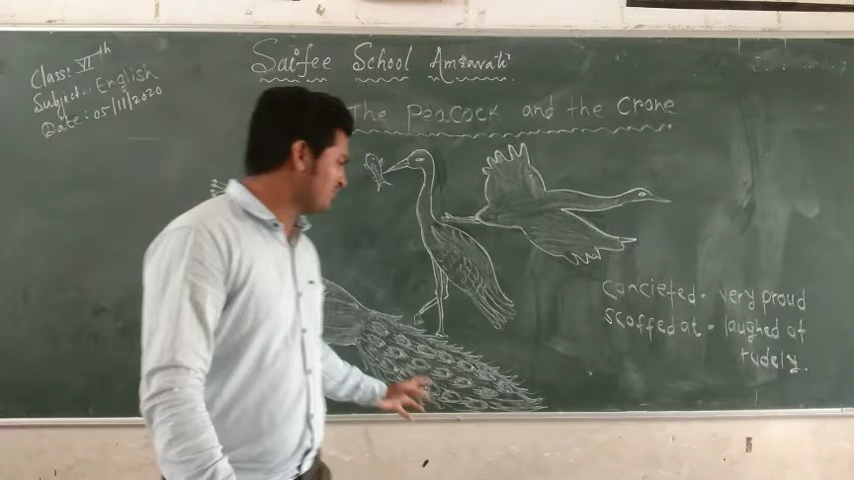 Class: VIth
Subject:- English
Date: 05/11/2020
Saifee School Amravati
The Peacock and the Crane
conciefed - very proud
scoffed at - laughed at
rudely.